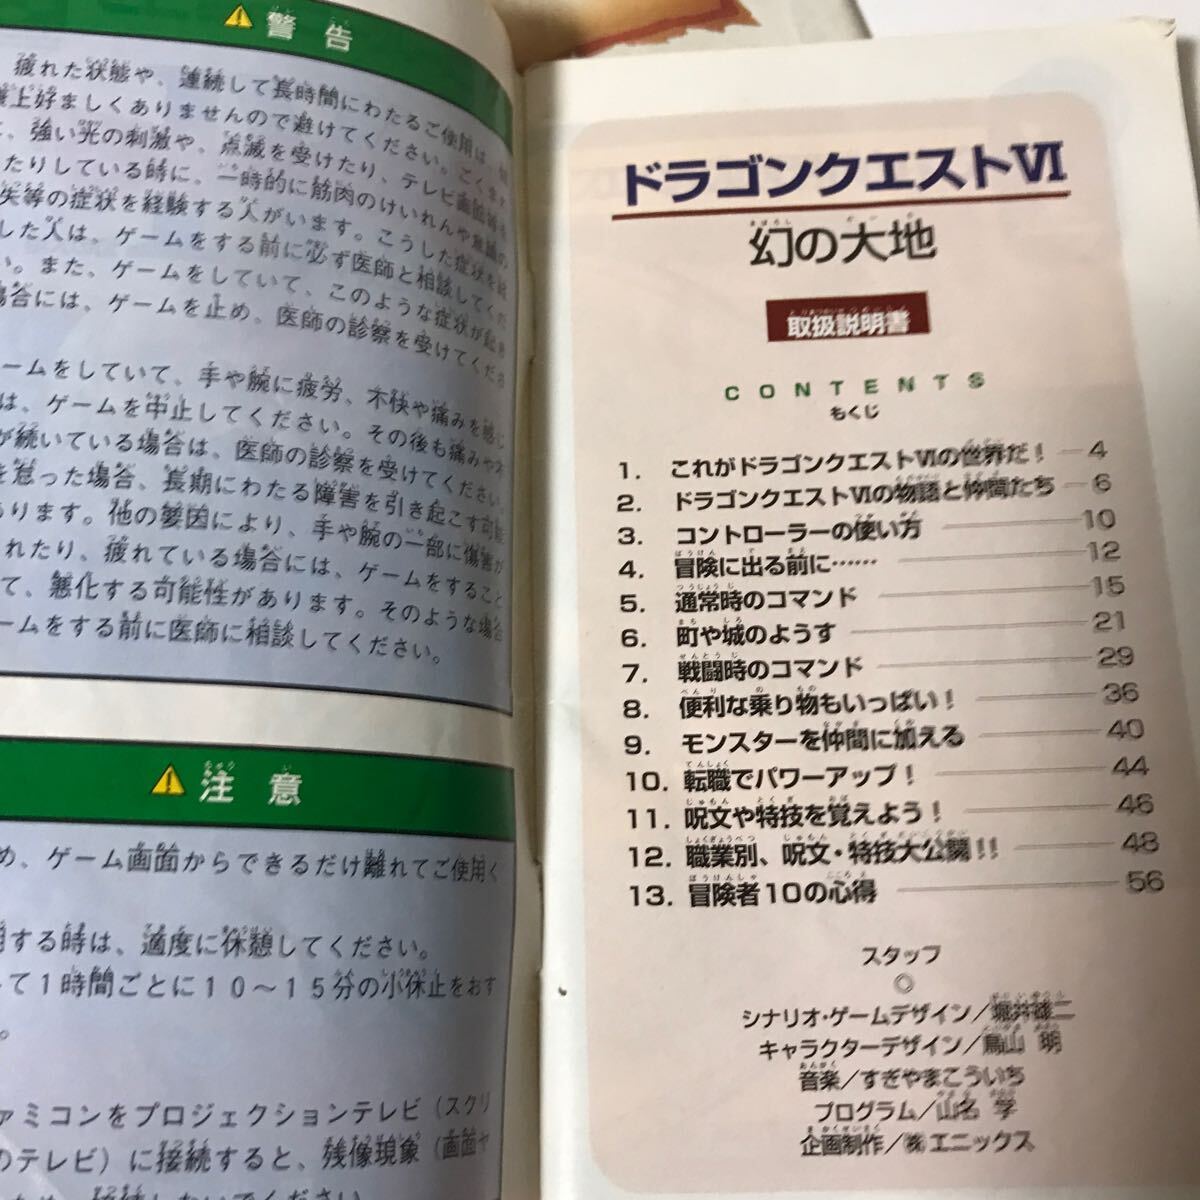 警告
疲れた状態や、連続して長時間にわたるご使用は、
上好ましくありませんので避けてください。ごくまれ
、強い光の刺激や、点滅を受けたり、テレビ画面等を
たりしている時に、一時的に筋肉のけいれんや意識の
失等の症状を経験する人がいます。こうした症状を経
した人は、ゲームをする前に必ず医師と相談してくだ
い。また、ゲームをしていて、このような症状が起き
場合には、ゲームを止め、医師の診察を受けてくださ
ームをしていて、手や腕に疲労、不快や痛みを感じ
は、ゲームを中止してください。その後も痛みや不
が続いている場合は、医師の診察を受けてください。
を怠った場合、長期にわたる障害を引き起こす可能
あります。他の要因により、手や腕の一部に傷害が
れたり、疲れている場合には、ゲームをすること
て、悪化する可能性があります。そのような場合
ームをする前に医師に相談してください。
注意
め、ゲーム画面からできるだけ離れてご使用く
用する時は、適度に休憩してください。
て1時間ごとに10～15分の小休止をおす
。
ァミコンをプロジェクションテレビ（スクリ
のテレビ）に接続すると、残像現象（画面ヤ
ため、接続しないでください。
ドラゴンクエストVI
幻の大地
取扱説明書
CONTENTS
もくじ
1. これがドラゴンクエストVIの世界だ! 4
2. ドラゴンクエストVIの物語と仲間たち 6
3. コントローラーの使い方 10
4. 冒険に出る前に…… 12
5. 通常時のコマンド 15
6. 町や城のようす 21
7. 戦闘時のコマンド 29
8. 便利な乗り物もいっぱい! 36
9. モンスターを仲間に加える 40
10. 転職でパワーアップ! 44
11. 呪文や特技を覚えよう! 46
12. 職業別、呪文・特技大公開!! 48
13. 冒険者10の心得 56
スタッフ
◎
シナリオ・ゲームデザイン/堀井雄二
キャラクターデザイン/鳥山 明
音楽/すぎやまこういち
プログラム/山名 学
企画制作/㈱エニックス